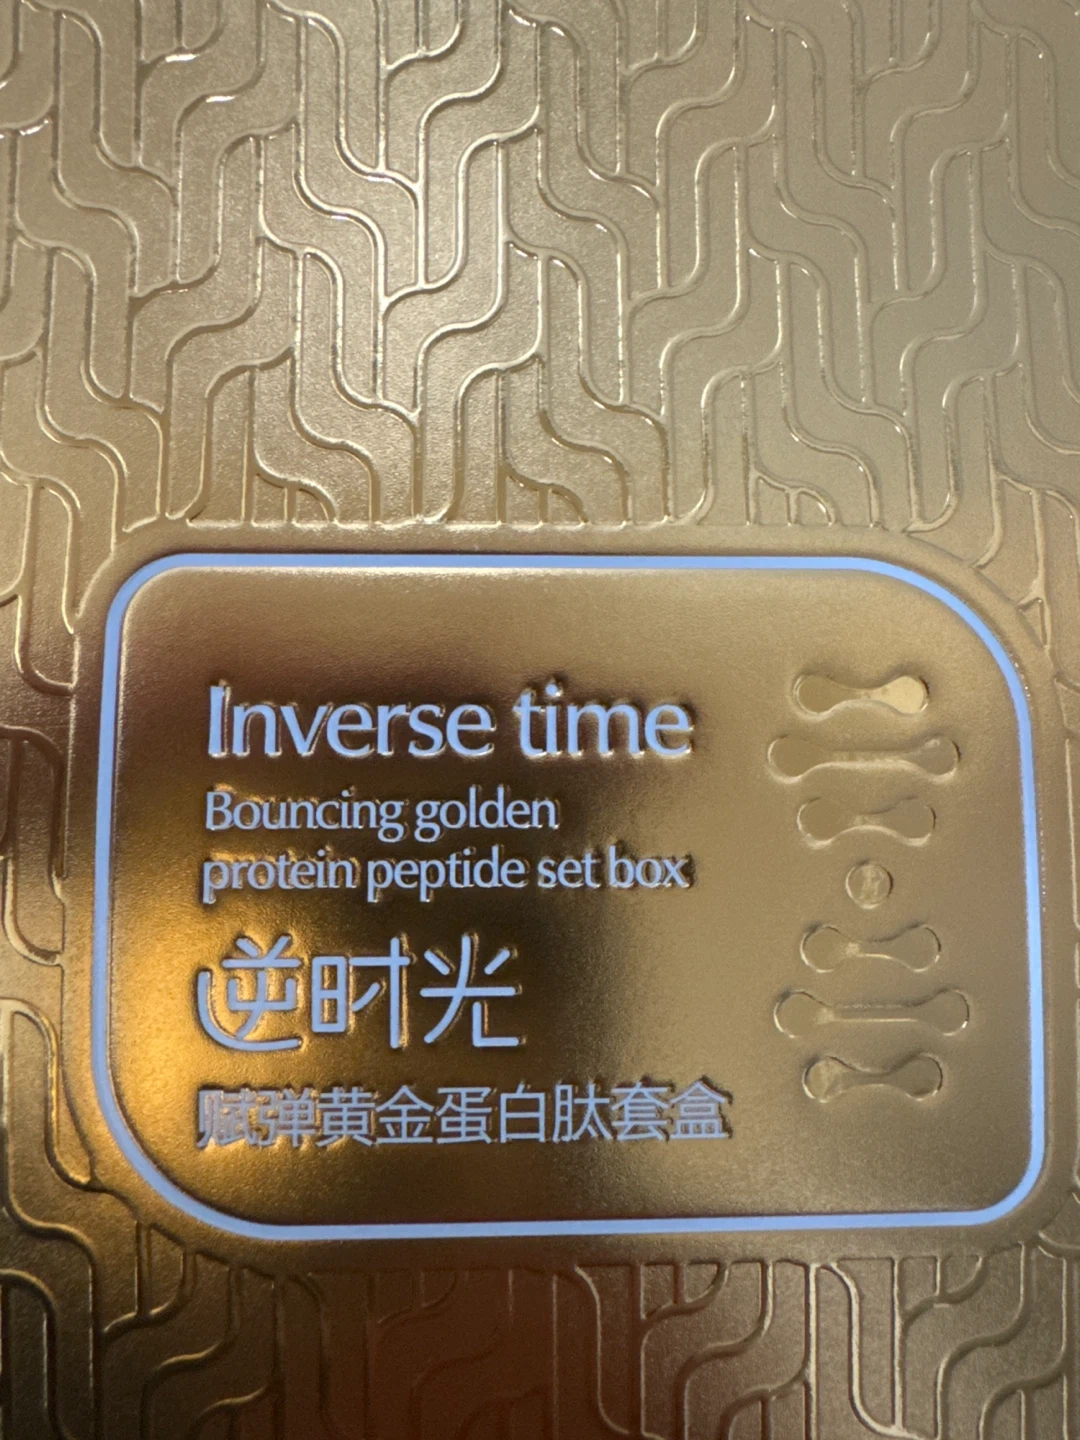 Inverse time
Bouncing golden
protein peptide set box
逆时光
赋弹黄金蛋白肽套盒